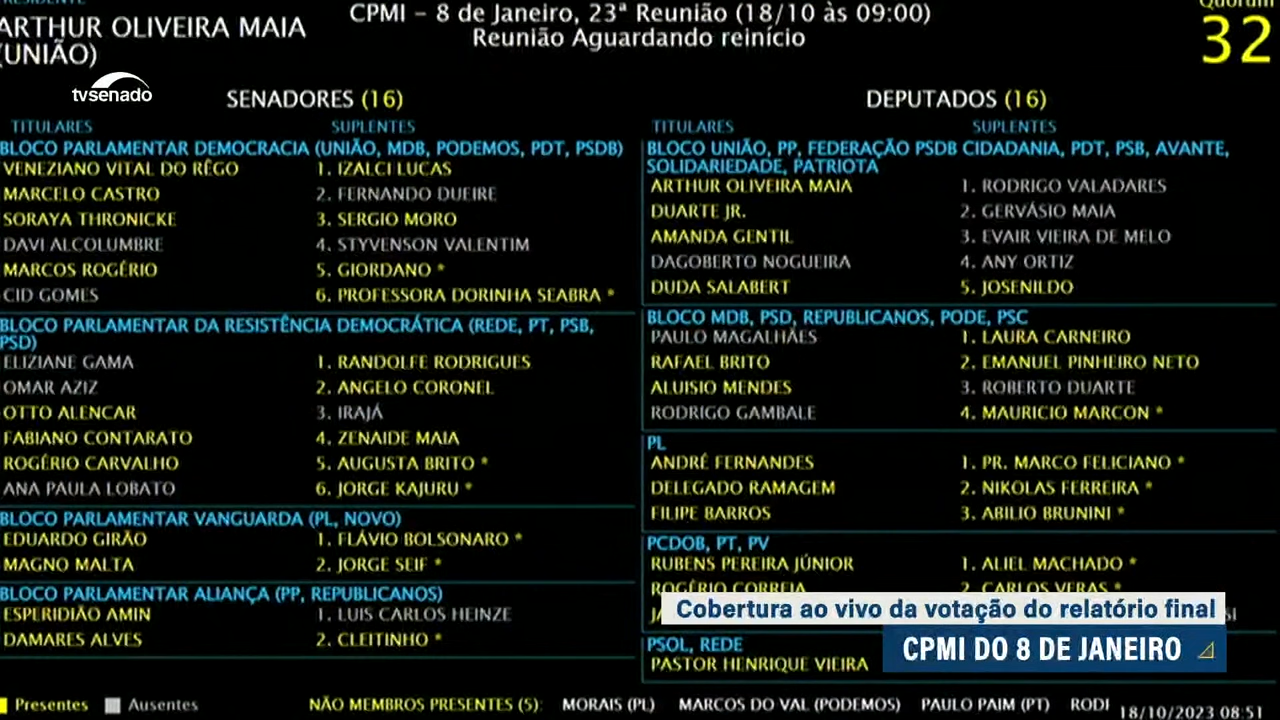 ARTHUR OLIVEIRA MAIA
(UNIÃO)
CPMI - 8 de Janeiro, 23ª Reunião (18/10 às 09:00)
Reunião Aguardando reinício
Quorum
32
tvsenado
SENADORES (16)
TITULARES SUPLENTES
BLOCO PARLAMENTAR DEMOCRACIA (UNIÃO, MDB, PODEMOS, PDT, PSDB)
VENEZIANO VITAL DO RÊGO 1. IZALCI LUCAS
MARCELO CASTRO 2. FERNANDO DUEIRE
SORAYA THRONICKE 3. SERGIO MORO
DAVI ALCOLUMBRE 4. STYVENSON VALENTIM
MARCOS ROGÉRIO 5. GIORDANO *
CID GOMES 6. PROFESSORA DORINHA SEABRA *
BLOCO PARLAMENTAR DA RESISTÊNCIA DEMOCRÁTICA (REDE, PT, PSB,
PSD)
ELIZIANE GAMA 1. RANDOLFE RODRIGUES
OMAR AZIZ 2. ANGELO CORONEL
OTTO ALENCAR 3. IRAJÁ
FABIANO CONTARATO 4. ZENAIDE MAIA
ROGÉRIO CARVALHO 5. AUGUSTA BRITO *
ANA PAULA LOBATO 6. JORGE KAJURU *
BLOCO PARLAMENTAR VANGUARDA (PL, NOVO)
EDUARDO GIRÃO 1. FLÁVIO BOLSONARO *
MAGNO MALTA 2. JORGE SEIF *
BLOCO PARLAMENTAR ALIANÇA (PP, REPUBLICANOS)
ESPERIDIÃO AMIN 1. LUIS CARLOS HEINZE
DAMARES ALVES 2. CLEITINHO *
DEPUTADOS (16)
TITULARES SUPLENTES
BLOCO UNIÃO, PP, FEDERAÇÃO PSDB CIDADANIA, PDT, PSB, AVANTE,
SOLIDARIEDADE, PATRIOTA
ARTHUR OLIVEIRA MAIA 1. RODRIGO VALADARES
DUARTE JR. 2. GERVÁSIO MAIA
AMANDA GENTIL 3. EVAIR VIEIRA DE MELO
DAGOBERTO NOGUEIRA 4. ANY ORTIZ
DUDA SALABERT 5. JOSENILDO
BLOCO MDB, PSD, REPUBLICANOS, PODE, PSC
PAULO MAGALHÃES 1. LAURA CARNEIRO
RAFAEL BRITO 2. EMANUEL PINHEIRO NETO
ALUISIO MENDES 3. ROBERTO DUARTE
RODRIGO GAMBALE 4. MAURICIO MARCON *
PL
ANDRÉ FERNANDES 1. PR. MARCO FELICIANO *
DELEGADO RAMAGEM 2. NIKOLAS FERREIRA *
FILIPE BARROS 3. ABILIO BRUNINI *
PCDOB, PT, PV
RUBENS PEREIRA JÚNIOR 1. ALIEL MACHADO *
ROGÉRIO CORREIA 2. CARLOS VERAS *
PSOL, REDE
PASTOR HENRIQUE VIEIRA
Cobertura ao vivo da votação do relatório final
CPMI DO 8 DE JANEIRO
Presentes Ausentes NÃO MEMBROS PRESENTES (5): MORAIS (PL) MARCOS DO VAL (PODEMOS) PAULO PAIM (PT) RODI
18/10/2023 08:51